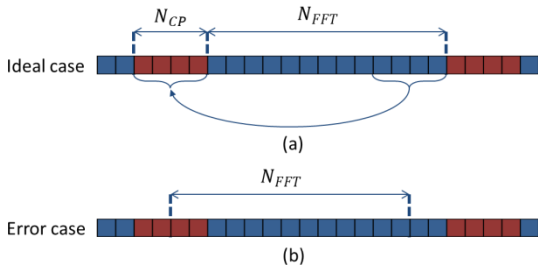 N_CP N_FFT
Ideal case
(a)
N_FFT
Error case
(b)